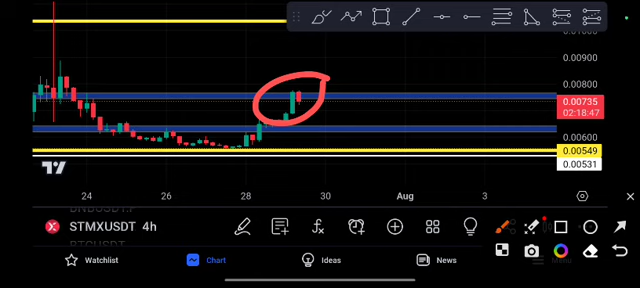 0.00900
0.00800
0.00735
02:18:47
0.00600
0.00549
0.00531
24
26
28
30
Aug
3
STMXUSDT 4h
BTCUSDT
Watchlist
Chart
Ideas
News